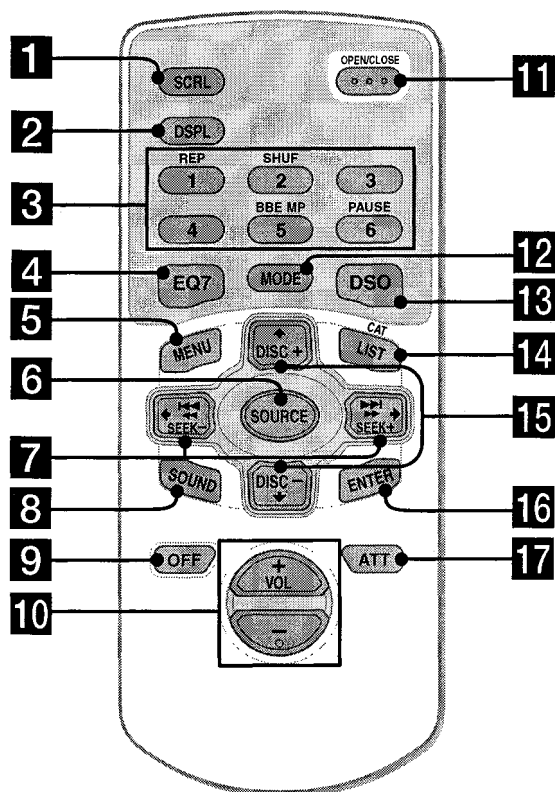 1
SCRL
OPEN/CLOSE
11
2
DSPL
REP
SHUF
3
1
2
3
BBE MP
PAUSE
4
5
6
4
EQ7
MODE
DSO
12
13
5
MENU
DISC +
CAT
LIST
14
6
SOURCE
15
7
SEEK−
SEEK+
8
SOUND
DISC −
ENTER
16
9
OFF
ATT
17
10
+
VOL
−